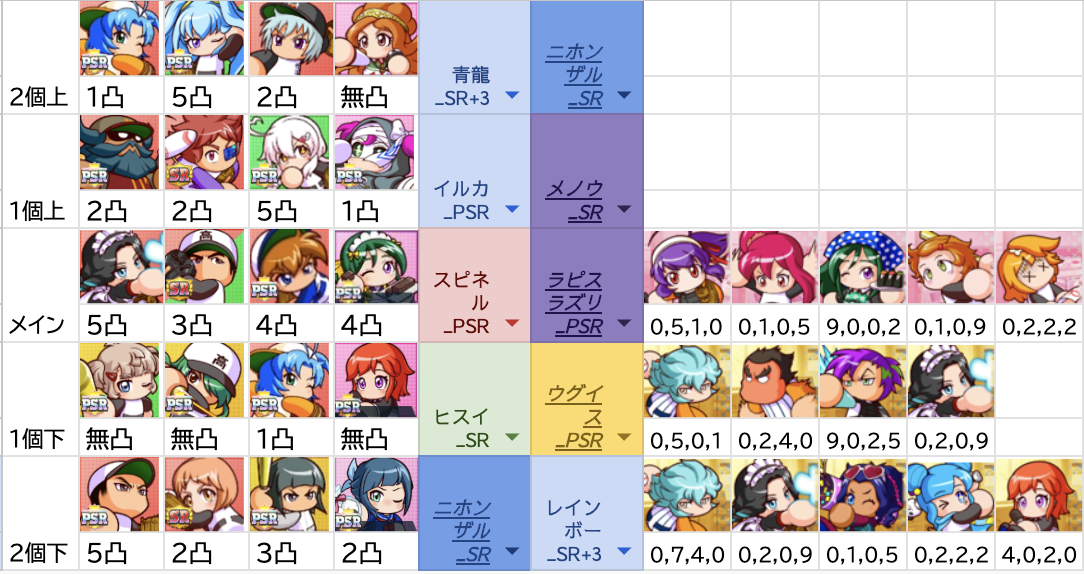 PSR PSR 青龍 ニホン
ザル
2個上 1凸 5凸 2凸 無凸 _SR+3 _SR
PSR SR PSR PSR イルカ メノウ
1個上 2凸 2凸 5凸 1凸 _PSR _SR
高
SR PSR PSR スピネ
ル
ラピス
ラズリ
メイン 5凸 3凸 4凸 4凸 _PSR _PSR 0,5,1,0 0,1,0,5 9,0,0,2 0,1,0,9 0,2,2,2
高
PSR PSR PSR PSR ヒスイ ウグイ
ス
1個下 無凸 無凸 1凸 無凸 _SR _PSR 0,5,0,1 0,2,4,0 9,0,2,5 0,2,0,9
PSR SR PSR PSR ニホン
ザル
レイン
ボー
2個下 5凸 2凸 3凸 2凸 _SR _SR+3 0,7,4,0 0,2,0,9 0,1,0,5 0,2,2,2 4,0,2,0